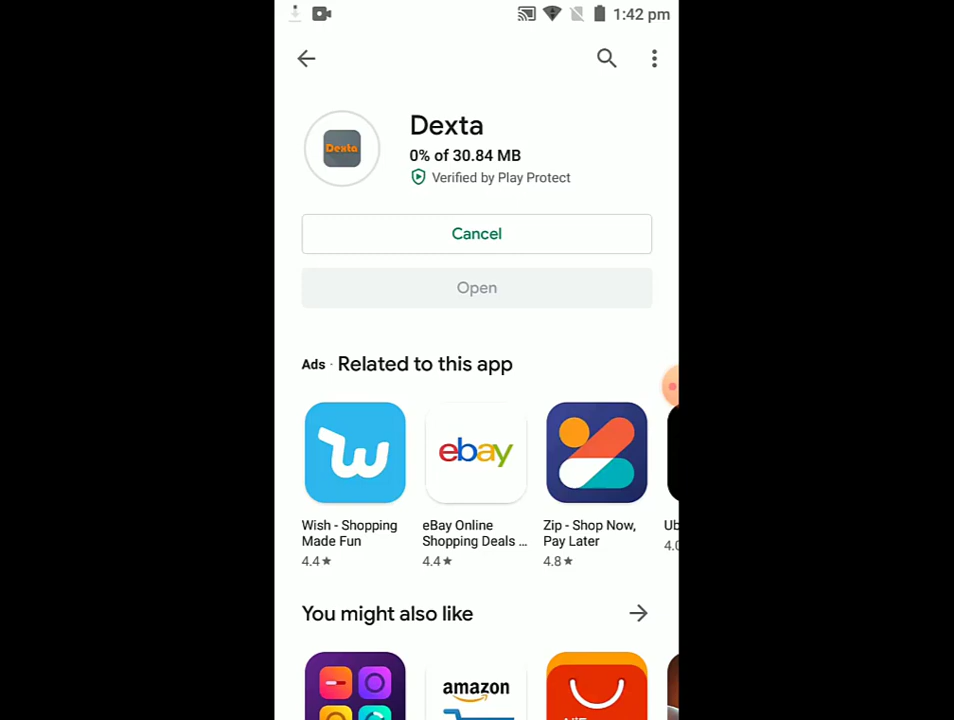 1:42 pm
Dexta
Dexta
0% of 30.84 MB
Verified by Play Protect
Cancel
Open
Ads · Related to this app
ebay
Wish - Shopping
Made Fun
4.4★
eBay Online
Shopping Deals ...
4.4★
Zip - Shop Now,
Pay Later
4.8★
Ub
4.0
You might also like
amazon